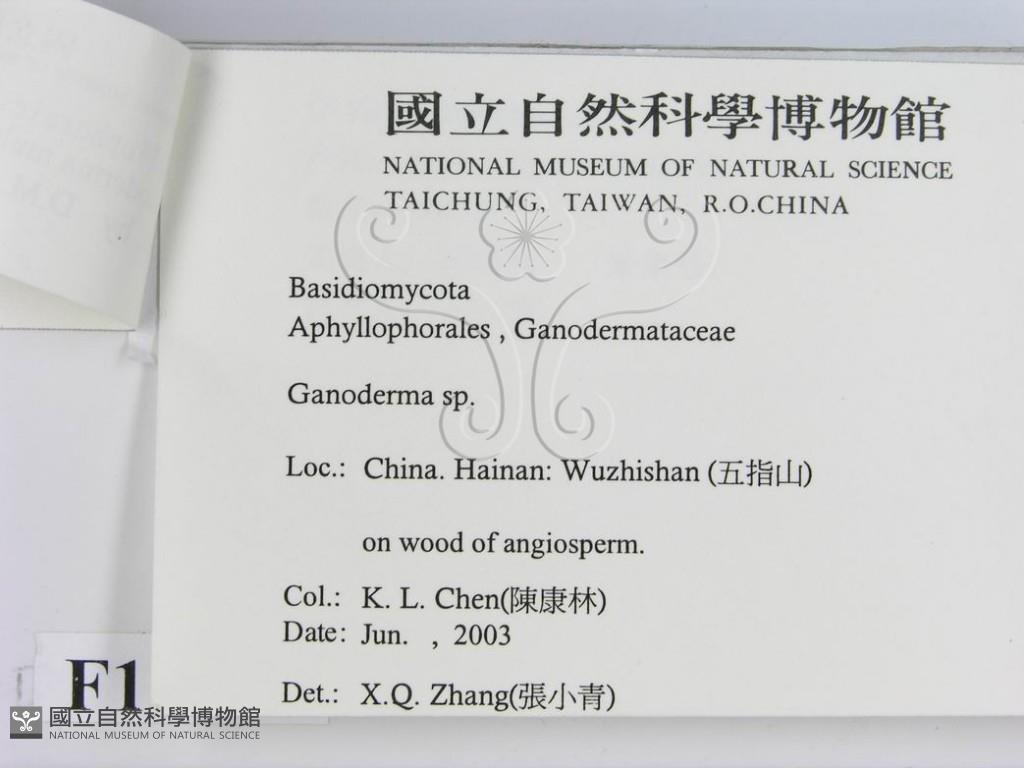 國立自然科學博物館
NATIONAL MUSEUM OF NATURAL SCIENCE
TAICHUNG, TAIWAN, R.O.CHINA
Basidiomycota
Aphyllophorales , Ganodermataceae
Ganoderma sp.
Loc.: China. Hainan: Wuzhishan (五指山)
on wood of angiosperm.
Col.: K. L. Chen(陳康林)
Date: Jun. , 2003
Det.: X.Q. Zhang(張小青)
F1
國立自然科學博物館
NATIONAL MUSEUM OF NATURAL SCIENCE